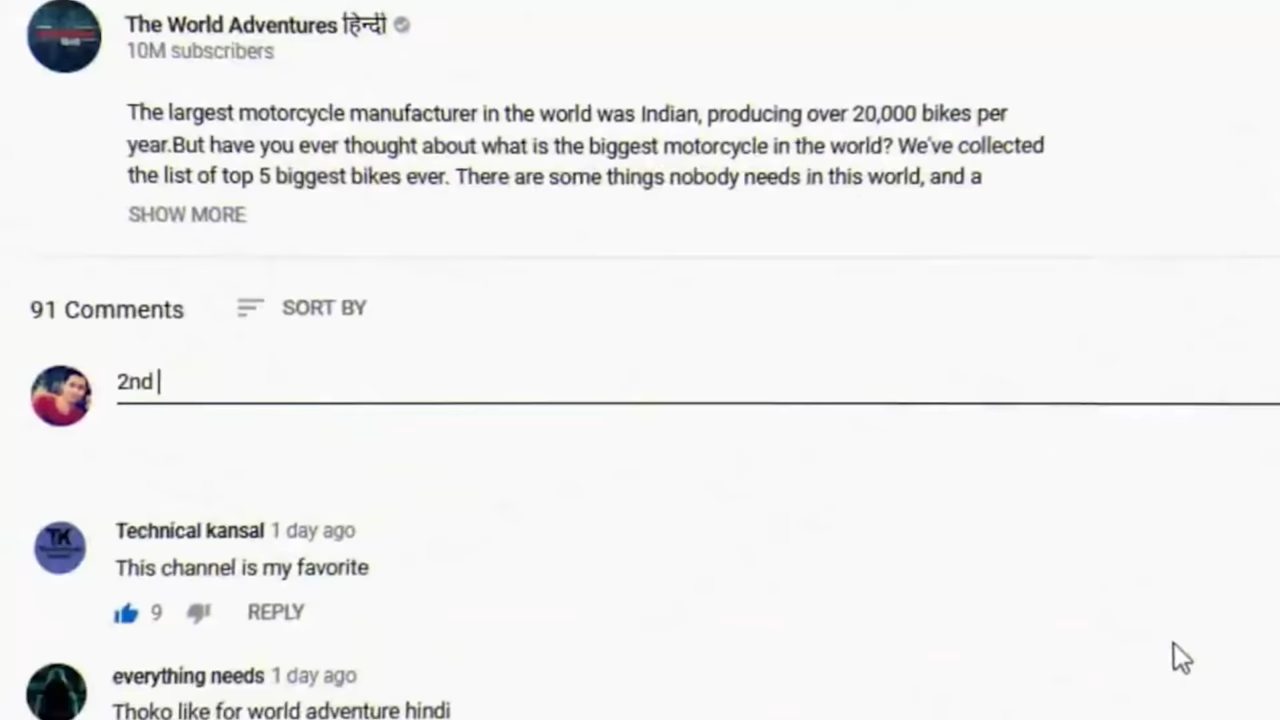 The World Adventures हिन्दी
10M subscribers
The largest motorcycle manufacturer in the world was Indian, producing over 20,000 bikes per
year.But have you ever thought about what is the biggest motorcycle in the world? We've collected
the list of top 5 biggest bikes ever. There are some things nobody needs in this world, and a
SHOW MORE
91 Comments SORT BY
2nd
Technical kansal 1 day ago
TK
This channel is my favorite
9 REPLY
everything needs 1 day ago
Thoko like for world adventure hindi